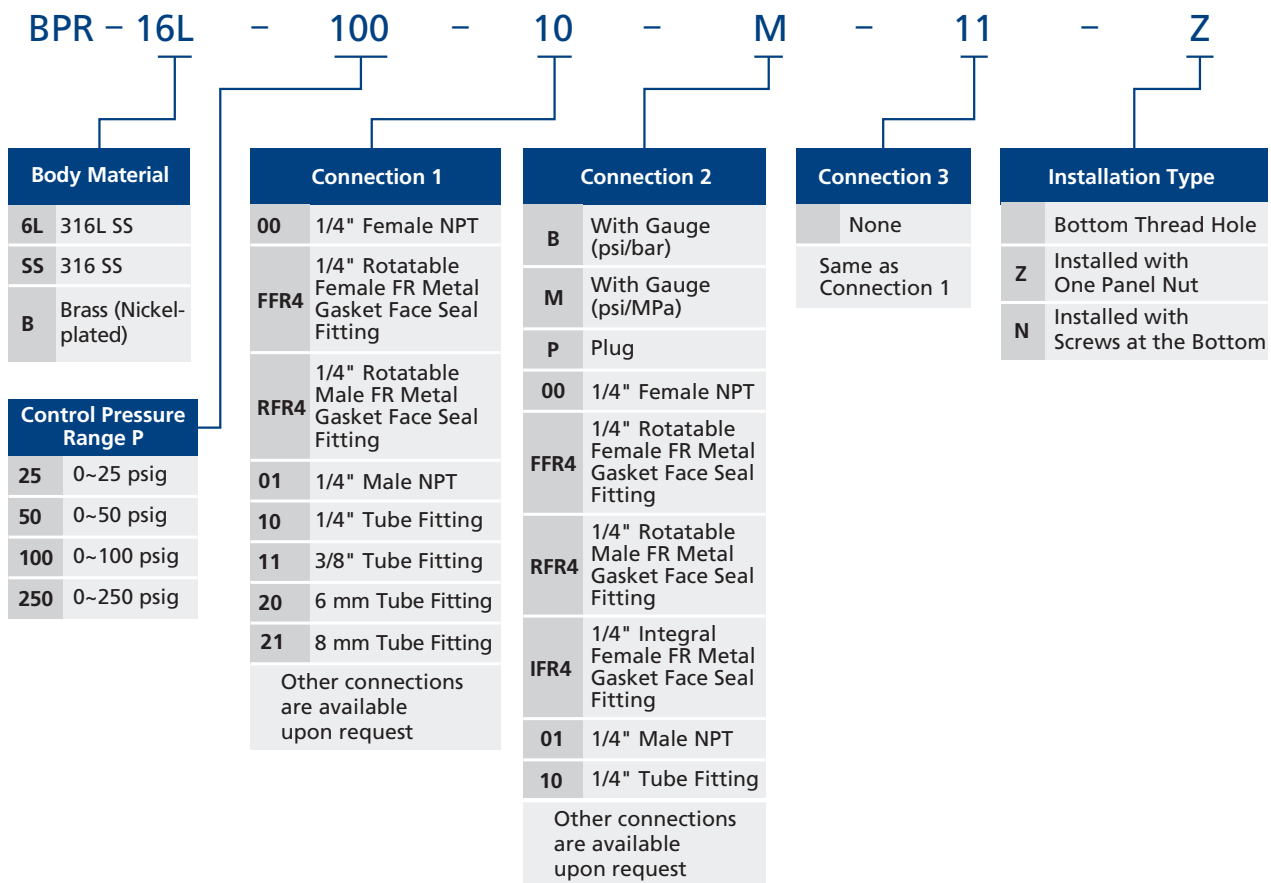 BPR – 16L – 100 – 10 – M – 11 – Z
Body Material
6L 316L SS
SS 316 SS
B Brass (Nickel-
plated)
Control Pressure
Range P
25 0~25 psig
50 0~50 psig
100 0~100 psig
250 0~250 psig
Connection 1
00 1/4" Female NPT
FFR4 1/4" Rotatable
Female FR Metal
Gasket Face Seal
Fitting
RFR4 1/4" Rotatable
Male FR Metal
Gasket Face Seal
Fitting
01 1/4" Male NPT
10 1/4" Tube Fitting
11 3/8" Tube Fitting
20 6 mm Tube Fitting
21 8 mm Tube Fitting
Other connections
are available
upon request
Connection 2
B With Gauge
(psi/bar)
M With Gauge
(psi/MPa)
P Plug
00 1/4" Female NPT
FFR4 1/4" Rotatable
Female FR Metal
Gasket Face Seal
Fitting
RFR4 1/4" Rotatable
Male FR Metal
Gasket Face Seal
Fitting
IFR4 1/4" Integral
Female FR Metal
Gasket Face Seal
Fitting
01 1/4" Male NPT
10 1/4" Tube Fitting
Other connections
are available
upon request
Connection 3
None
Same as
Connection 1
Installation Type
Bottom Thread Hole
Z Installed with
One Panel Nut
N Installed with
Screws at the Bottom